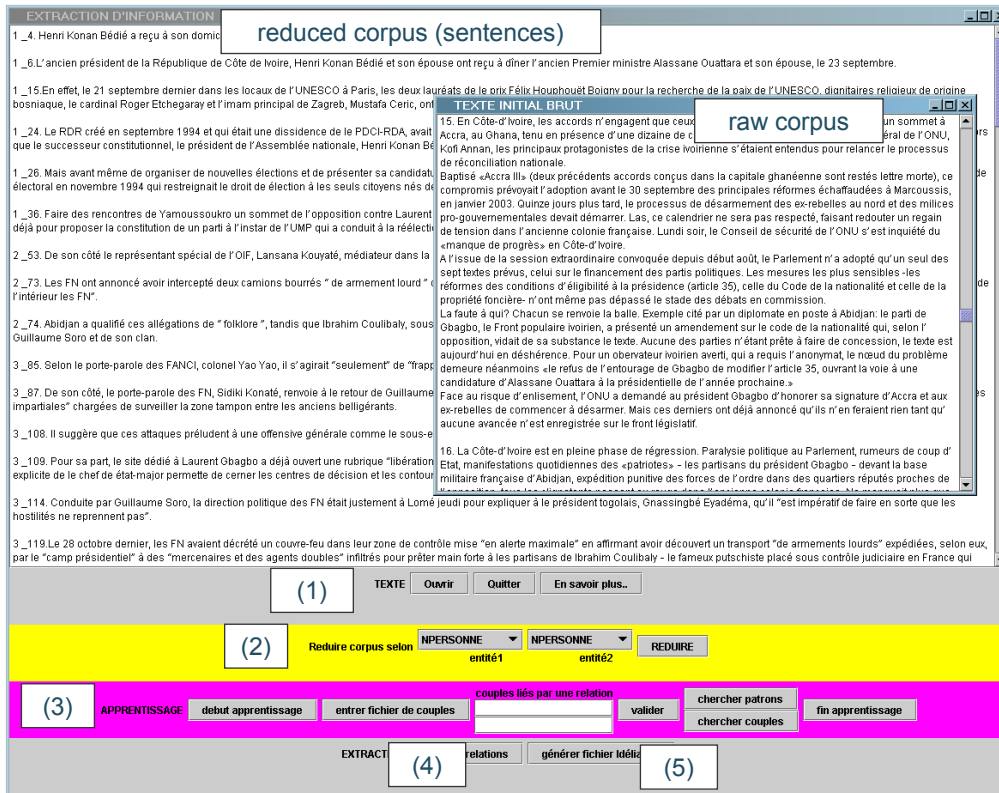 EXTRACTION D'INFORMATION
reduced corpus (sentences)
1 _4. Henri Konan Bédié a reçu à son domic
1 _6.L'ancien président de la République de Côte de Ivoire, Henri Konan Bédié et son épouse ont reçu à dîner l'ancien Premier ministre Alassane Ouattara et son épouse, le 23 septembre.
1 _15.En effet, le 21 septembre dernier dans les locaux de l'UNESCO à Paris, les deux lauréats de le prix Félix Houphouët Boigny pour la recherche de la paix de l'UNESCO, dignitaires religieux de origine
bosniaque, le cardinal Roger Etchegaray et l'imam principal de Zagreb, Mustafa Ceric, ont
1 _24. Le RDR créé en septembre 1994 et qui était une dissidence de le PDCI-RDA, avait
que le successeur constitutionnel, le président de l'Assemblée nationale, Henri Konan Bé
1 _26. Mais avant même de organiser de nouvelles élections et de présenter sa candidatu
électoral en novembre 1994 qui restreignait le droit de élection à les seuls citoyens nés de
1 _36. Faire des rencontres de Yamoussoukro un sommet de l'opposition contre Laurent
déjà pour proposer la constitution de un parti à l'instar de l'UMP qui a conduit à la réélecti
2 _53. De son côté le représentant spécial de l'OIF, Lansana Kouyaté, médiateur dans la
2 _73. Les FN ont annoncé avoir intercepté deux camions bourrés " de armement lourd "
l'intérieur les FN".
2 _74. Abidjan a qualifié ces allégations de " folklore ", tandis que Ibrahim Coulibaly, sous
Guillaume Soro et de son clan.
3 _85. Selon le porte-parole des FANCI, colonel Yao Yao, il s'agirait "seulement" de "frapp
3 _87. De son côté, le porte-parole des FN, Sidiki Konaté, renvoie à le retour de Guillaume
impartiales" chargées de surveiller la zone tampon entre les anciens belligérants.
3 _108. Il suggère que ces attaques préludent à une offensive générale comme le sous-e
3 _109. Pour sa part, le site dédié à Laurent Gbagbo a déjà ouvert une rubrique "libération
explicite de le chef de état-major permette de cerner les centres de décision et les contour
3 _114. Conduite par Guillaume Soro, la direction politique des FN était justement à Lomé jeudi pour expliquer à le président togolais, Gnassingbé Eyadéma, qu'il "est impératif de faire en sorte que les
hostilités ne reprennent pas".
3 _119.Le 28 octobre dernier, les FN avaient décrété un couvre-feu dans leur zone de contrôle mise "en alerte maximale" en affirmant avoir découvert un transport "de armements lourds" expédiées, selon eux,
par le "camp présidentiel" à des "mercenaires et des agents doubles" infiltrés pour prêter main forte à les partisans de Ibrahim Coulibaly - le fameux putschiste placé sous contrôle judiciaire en France qui
TEXTE INITIAL BRUT
raw corpus
15. En Côte-d'Ivoire, les accords n'engagent que ceux un sommet à
Accra, au Ghana, tenu en présence d'une dizaine de c éral de l'ONU,
Kofi Annan, les principaux protagonistes de la crise ivoirienne s'étaient entendus pour relancer le processus
de réconciliation nationale.
Baptisé «Accra III» (deux précédents accords conçus dans la capitale ghanéenne sont restés lettre morte), ce
compromis prévoyait l'adoption avant le 30 septembre des principales réformes échaffaudées à Marcoussis,
en janvier 2003. Quinze jours plus tard, le processus de désarmement des ex-rebelles au nord et des milices
pro-gouvernementales devait démarrer. Las, ce calendrier ne sera pas respecté, faisant redouter un regain
de tension dans l'ancienne colonie française. Lundi soir, le Conseil de sécurité de l'ONU s'est inquiété du
«manque de progrès» en Côte-d'Ivoire.
A l'issue de la session extraordinaire convoquée depuis début août, le Parlement n'a adopté qu'un seul des
sept textes prévus, celui sur le financement des partis politiques. Les mesures les plus sensibles -les
réformes des conditions d'éligibilité à la présidence (article 35), celle du Code de la nationalité et celle de la
propriété foncière- n'ont même pas dépassé le stade des débats en commission.
La faute à qui? Chacun se renvoie la balle. Exemple cité par un diplomate en poste à Abidjan: le parti de
Gbagbo, le Front populaire ivoirien, a présenté un amendement sur le code de la nationalité qui, selon l'
opposition, vidait de sa substance le texte. Aucune des parties n'étant prête à faire de concession, le texte est
aujourd'hui en déshérence. Pour un obervateur ivoirien averti, qui a requis l'anonymat, le nœud du problème
demeure néanmoins «le refus de l'entourage de Gbagbo de modifier l'article 35, ouvrant la voie à une
candidature d'Alassane Ouattara à la présidentielle de l'année prochaine.»
Face au risque d'enlisement, l'ONU a demandé au président Gbagbo d'honorer sa signature d'Accra et aux
ex-rebelles de commencer à désarmer. Mais ces derniers ont déjà annoncé qu'ils n'en feraient rien tant qu'
aucune avancée n'est enregistrée sur le front législatif.
16. La Côte-d'Ivoire est en pleine phase de régression. Paralysie politique au Parlement, rumeurs de coup d'
Etat, manifestations quotidiennes des «patriotes» - les partisans du président Gbagbo - devant la base
militaire française d'Abidjan, expédition punitive des forces de l'ordre dans des quartiers réputés proches de
(1)
TEXTE Ouvrir Quitter En savoir plus..
(2)
Reduire corpus selon NPERSONNE NPERSONNE REDUIRE
entité1 entité2
(3)
couples liés par une relation
APPRENTISSAGE debut apprentissage entrer fichier de couples valider chercher patrons fin apprentissage
chercher couples
EXTRACTI relations générer fichier Idélia
(4)
(5)